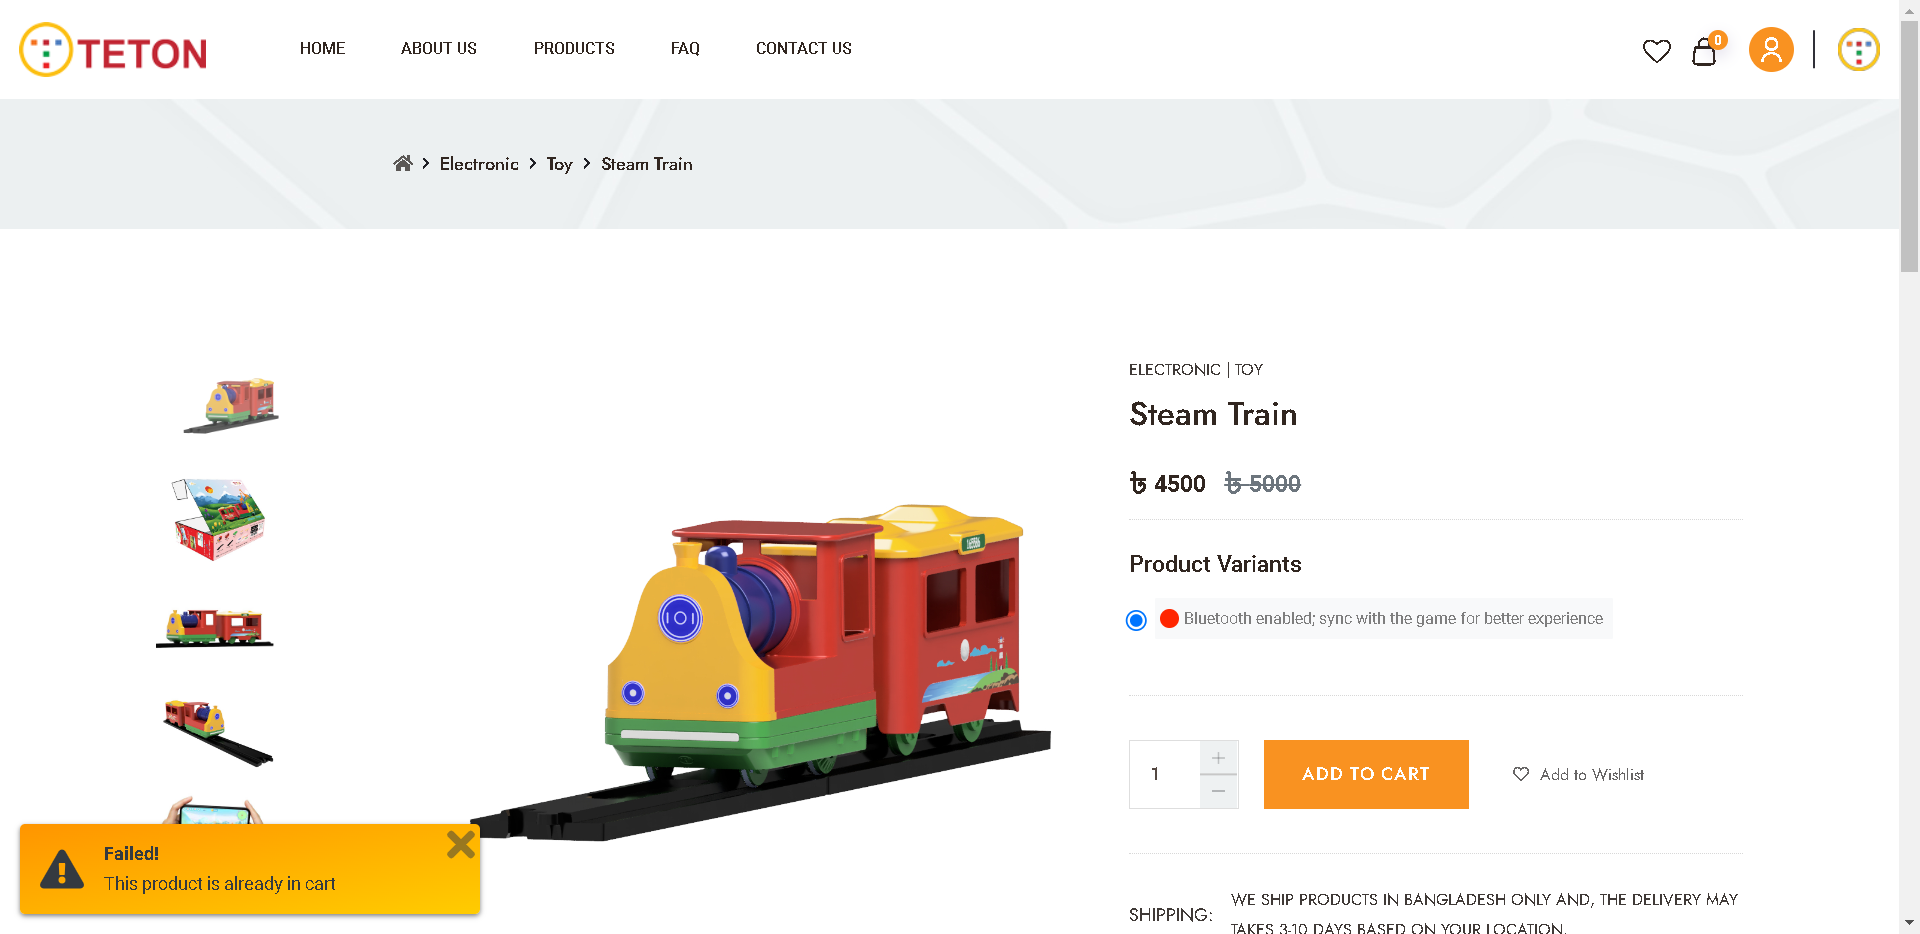 TETON
HOME
ABOUT US
PRODUCTS
FAQ
CONTACT US
0
Electronic
Toy
Steam Train
ELECTRONIC | TOY
Steam Train
৳ 4500 ৳ 5000
Product Variants
Bluetooth enabled; sync with the game for better experience
1
+
−
ADD TO CART
Add to Wishlist
SHIPPING:
WE SHIP PRODUCTS IN BANGLADESH ONLY AND, THE DELIVERY MAY
TAKES 3-10 DAYS BASED ON YOUR LOCATION.
Failed!
This product is already in cart